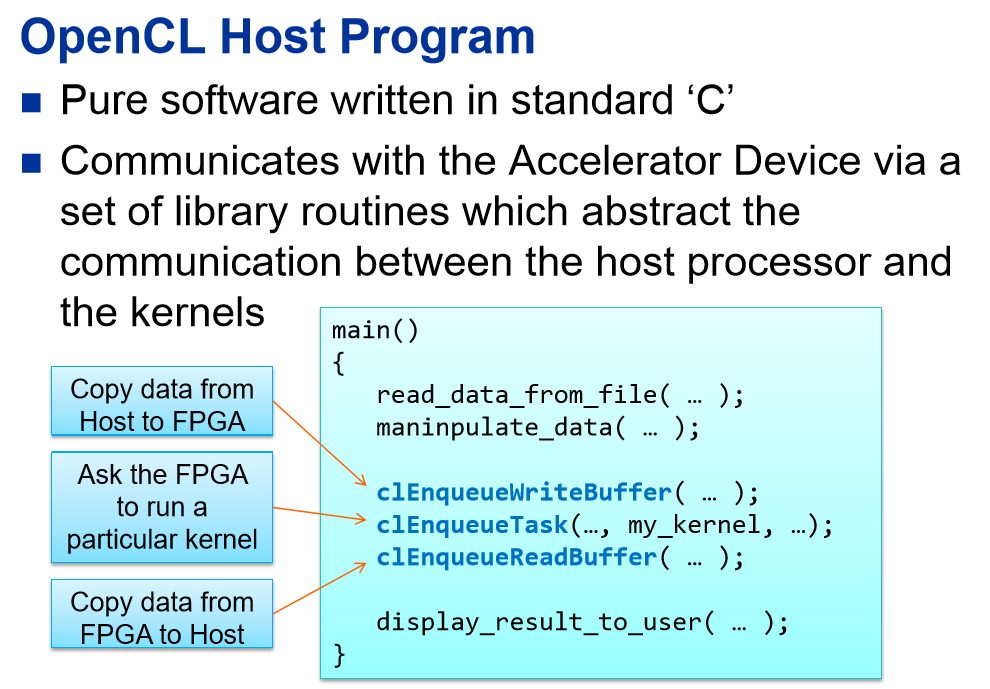 OpenCL Host Program
■ Pure software written in standard ‘C’
■ Communicates with the Accelerator Device via a
set of library routines which abstract the
communication between the host processor and
the kernels
Copy data from
Host to FPGA
Ask the FPGA
to run a
particular kernel
Copy data from
FPGA to Host
main()
{
read_data_from_file( … );
maninpulate_data( … );
clEnqueueWriteBuffer( … );
clEnqueueTask(…, my_kernel, …);
clEnqueueReadBuffer( … );
display_result_to_user( … );
}